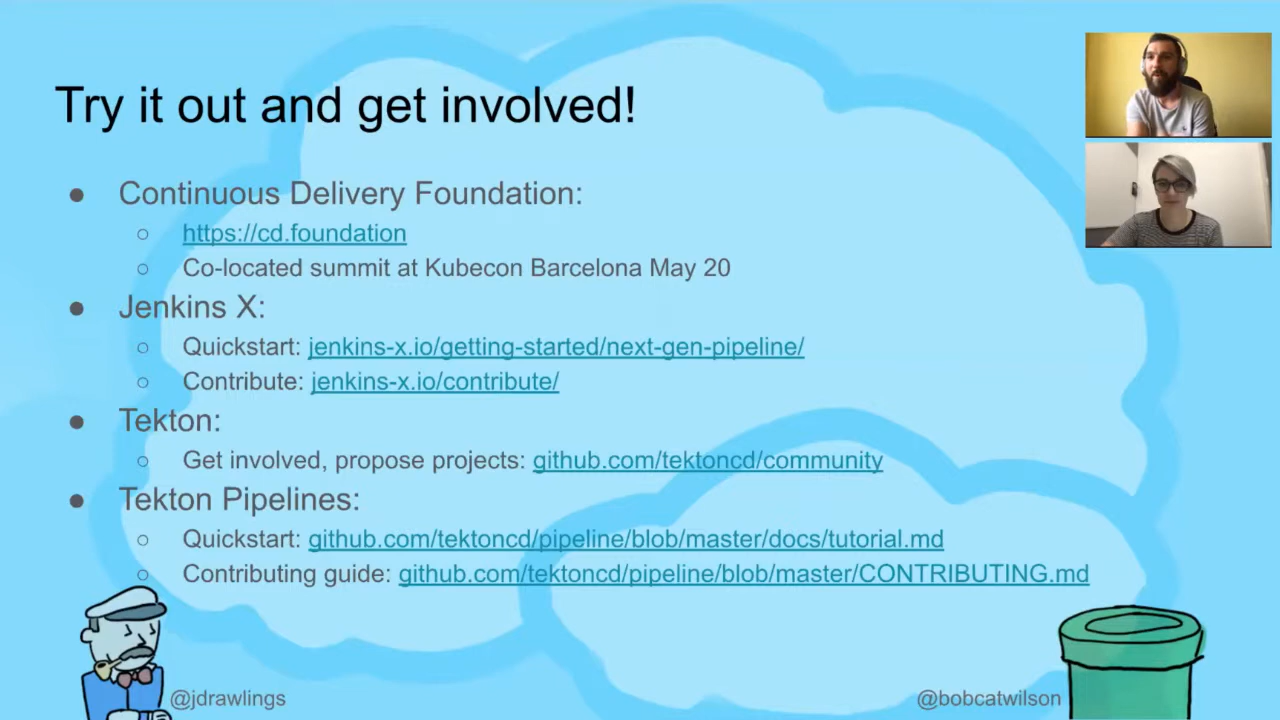 Try it out and get involved!
● Continuous Delivery Foundation:
○ https://cd.foundation
○ Co-located summit at Kubecon Barcelona May 20
● Jenkins X:
○ Quickstart: jenkins-x.io/getting-started/next-gen-pipeline/
○ Contribute: jenkins-x.io/contribute/
● Tekton:
○ Get involved, propose projects: github.com/tektoncd/community
● Tekton Pipelines:
○ Quickstart: github.com/tektoncd/pipeline/blob/master/docs/tutorial.md
○ Contributing guide: github.com/tektoncd/pipeline/blob/master/CONTRIBUTING.md
@jdrawlings
@bobcatwilson